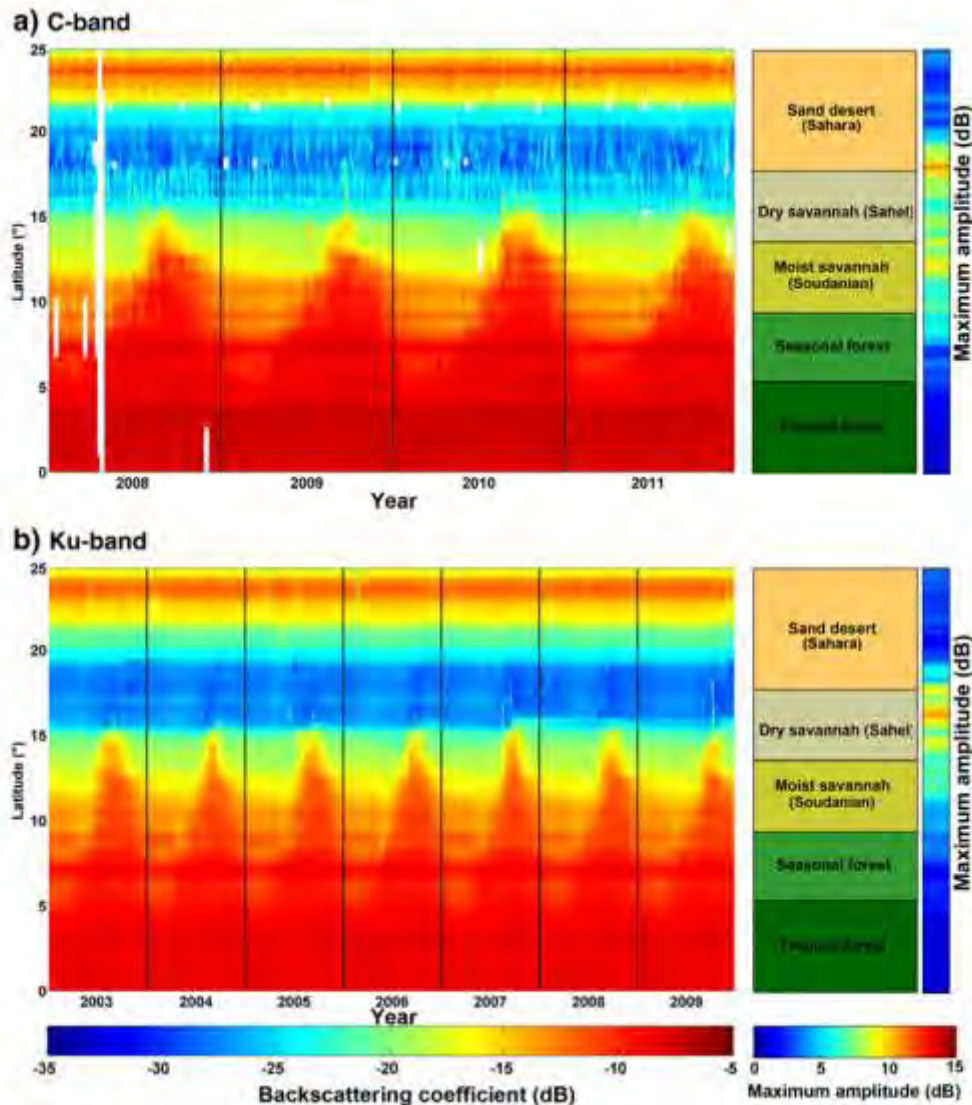 a) C-band
25
20
15
10
5
0
Latitude (°)
2008
2009
2010
2011
Year
Sand desert
(Sahara)
Dry savannah (Sahel)
Moist savannah
(Soudanian)
Seasonal forest
Maximum amplitude (dB)
b) Ku-band
25
20
15
10
5
0
Latitude (°)
2003
2004
2005
2006
2007
2008
2009
Year
Sand desert
(Sahara)
Dry savannah (Sahel)
Moist savannah
(Soudanian)
Seasonal forest
Maximum amplitude (dB)
-35
-30
-25
-20
-15
-10
-5
Backscattering coefficient (dB)
0
5
10
15
Maximum amplitude (dB)